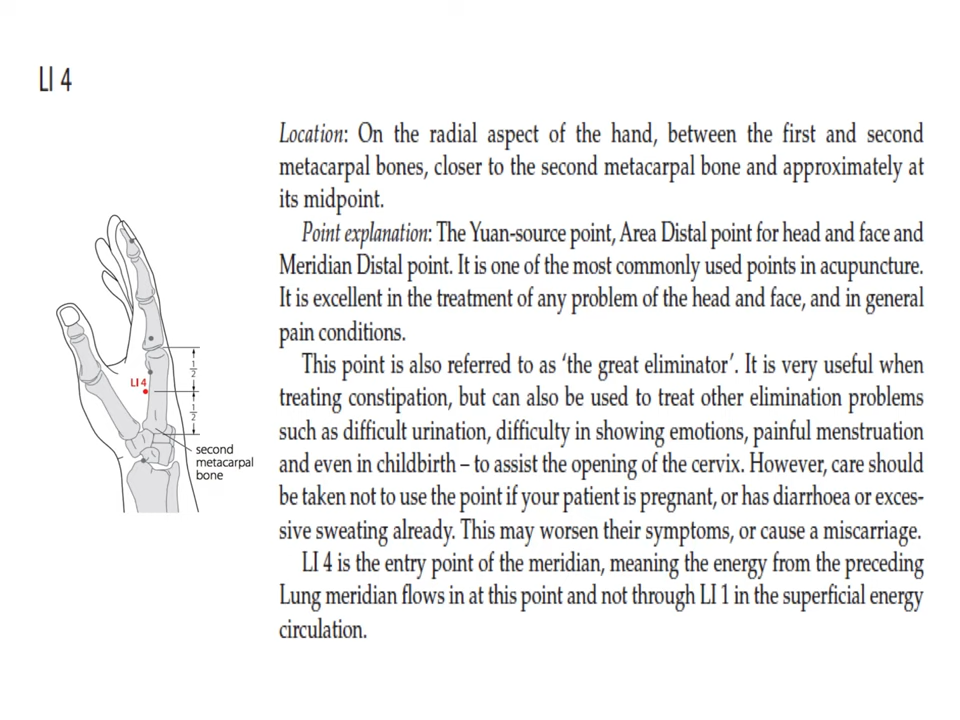 LI 4
Location: On the radial aspect of the hand, between the first and second
metacarpal bones, closer to the second metacarpal bone and approximately at
its midpoint.
Point explanation: The Yuan-source point, Area Distal point for head and face and
Meridian Distal point. It is one of the most commonly used points in acupuncture.
It is excellent in the treatment of any problem of the head and face, and in general
pain conditions.
This point is also referred to as ‘the great eliminator’. It is very useful when
treating constipation, but can also be used to treat other elimination problems
such as difficult urination, difficulty in showing emotions, painful menstruation
and even in childbirth – to assist the opening of the cervix. However, care should
be taken not to use the point if your patient is pregnant, or has diarrhoea or exces-
sive sweating already. This may worsen their symptoms, or cause a miscarriage.
LI 4 is the entry point of the meridian, meaning the energy from the preceding
Lung meridian flows in at this point and not through LI 1 in the superficial energy
circulation.
1/2
LI 4
1/2
second
metacarpal
bone